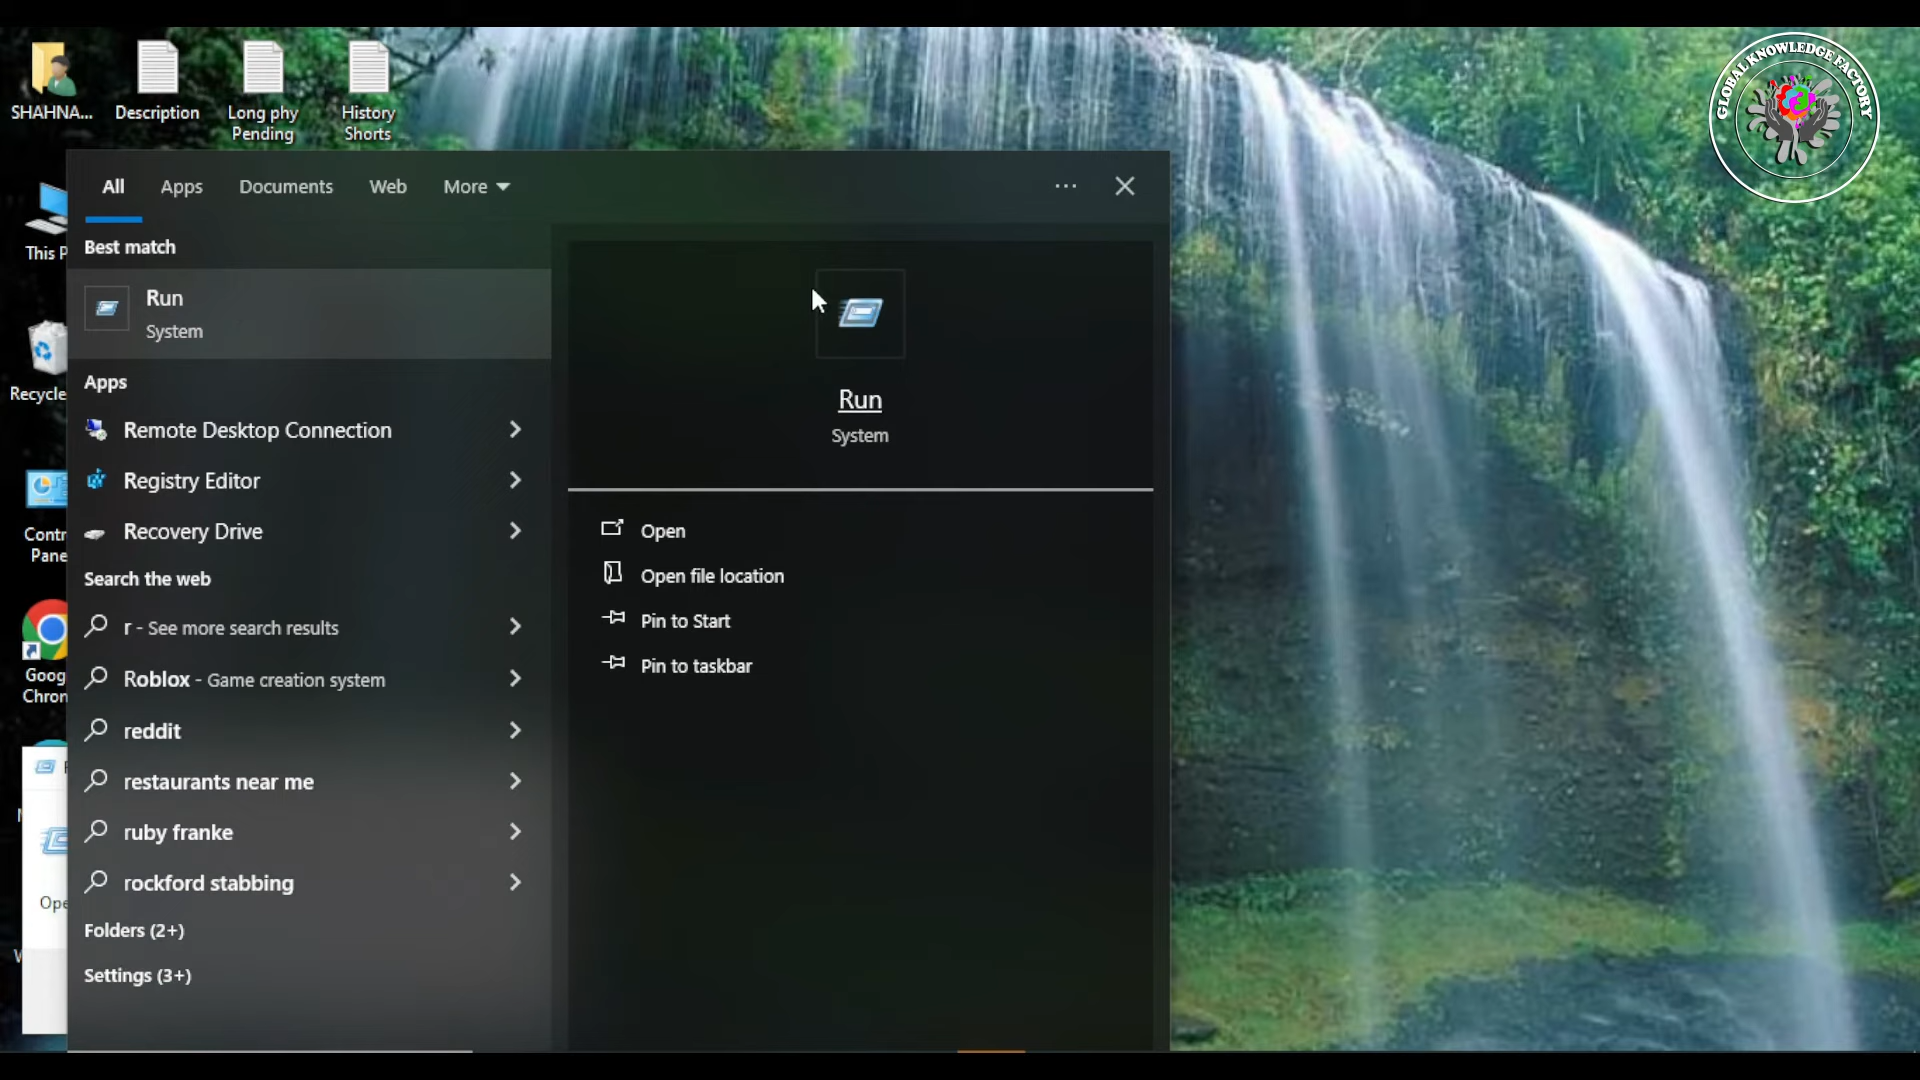 SHAHNA...
Description
Long phy
Pending
History
Shorts
GLOBAL KNOWLEDGE FACTORY
All
Apps
Documents
Web
More
This P
Recycle
Contr
Pane
Goog
Chron
Ope
Best match
Run
System
Apps
Remote Desktop Connection
Registry Editor
Recovery Drive
Search the web
r - See more search results
Roblox - Game creation system
reddit
restaurants near me
ruby franke
rockford stabbing
Folders (2+)
Settings (3+)
Run
System
Open
Open file location
Pin to Start
Pin to taskbar